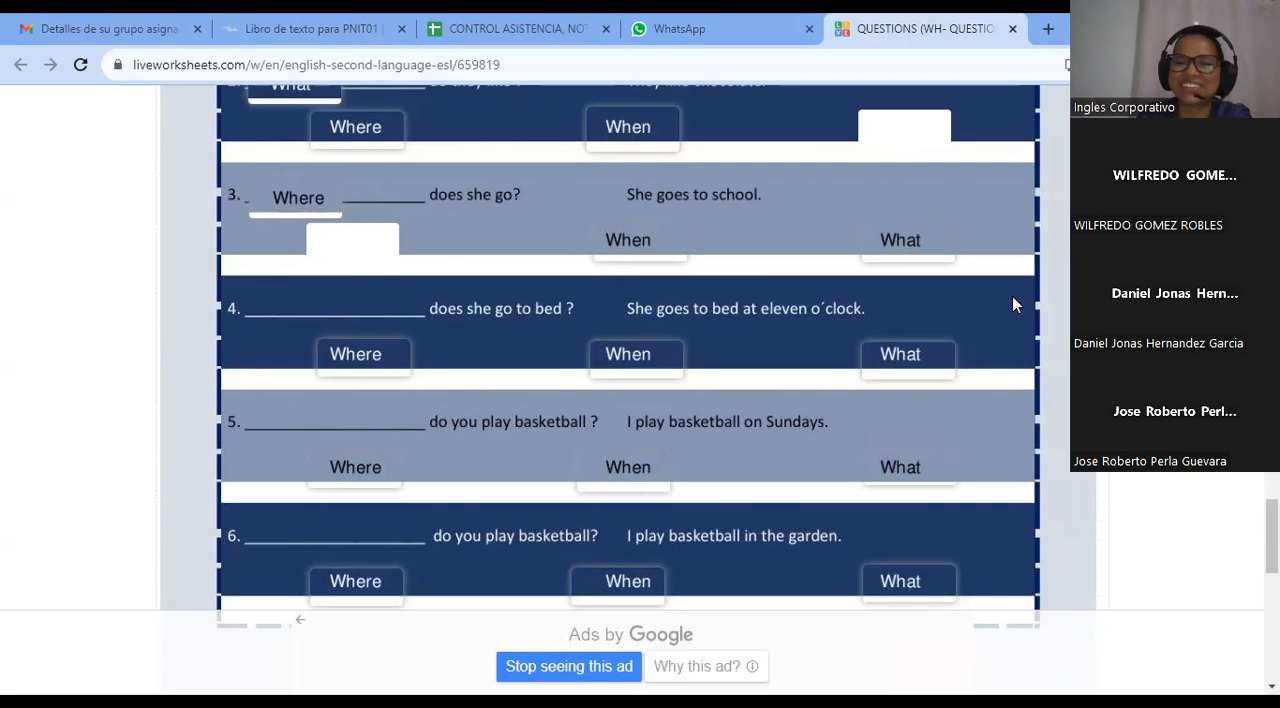 Detalles de su grupo asigna
Libro de texto para PNIT01
CONTROL ASISTENCIA, NO
WhatsApp
QUESTIONS (WH- QUESTIO
liveworksheets.com/w/en/english-second-language-esl/659819
Ingles Corporativo
What
Where When
3. Where does she go? She goes to school.
When What
4. does she go to bed ? She goes to bed at eleven o´clock.
Where When What
5. do you play basketball ? I play basketball on Sundays.
Where When What
6. do you play basketball? I play basketball in the garden.
Where When What
WILFREDO GOME...
WILFREDO GOMEZ ROBLES
Daniel Jonas Hern...
Daniel Jonas Hernandez Garcia
Jose Roberto Perl...
Jose Roberto Perla Guevara
Ads by Google
Stop seeing this ad
Why this ad?